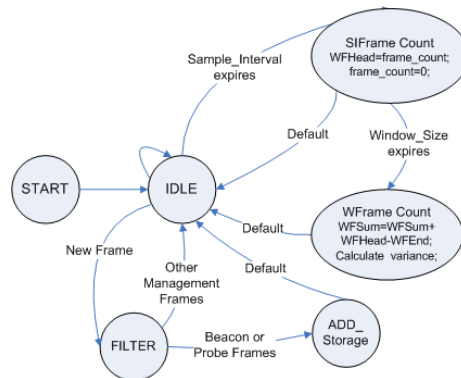 SIFrame Count
WFHead=frame_count;
frame_count=0;
Sample_Interval
expires
Default
Window_Size
expires
START
IDLE
WFrame Count
WFSum=WFSum+
WFHead-WFEnd;
Calculate variance;
Default
New Frame
Other
Management
Frames
Default
FILTER
Beacon or
Probe Frames
ADD_
Storage